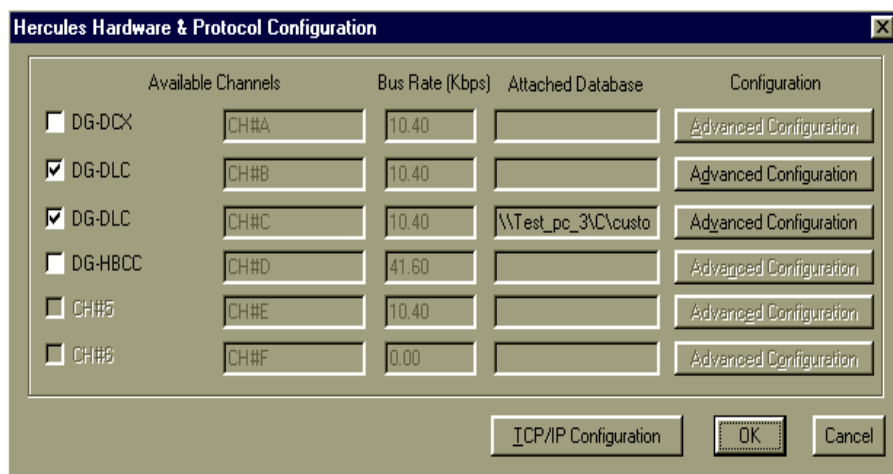 Hercules Hardware & Protocol Configuration
Available Channels Bus Rate (Kbps) Attached Database Configuration
DG-DCX CH#A 10.40 Advanced Configuration
DG-DLC CH#B 10.40 Advanced Configuration
DG-DLC CH#C 10.40 \\Test_pc_3\C\custo Advanced Configuration
DG-HBCC CH#D 41.60 Advanced Configuration
CH#5 CH#E 10.40 Advanced Configuration
CH#6 CH#F 0.00 Advanced Configuration
TCP/IP Configuration OK Cancel